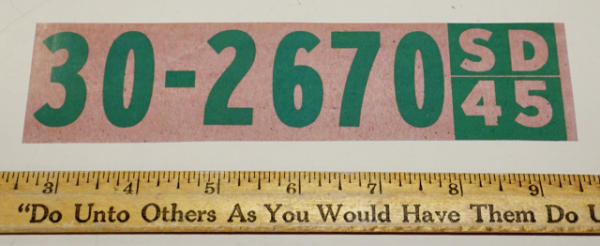 30-2670 SD
45
3 4 5 6 7 8 9
"Do Unto Others As You Would Have Them Do